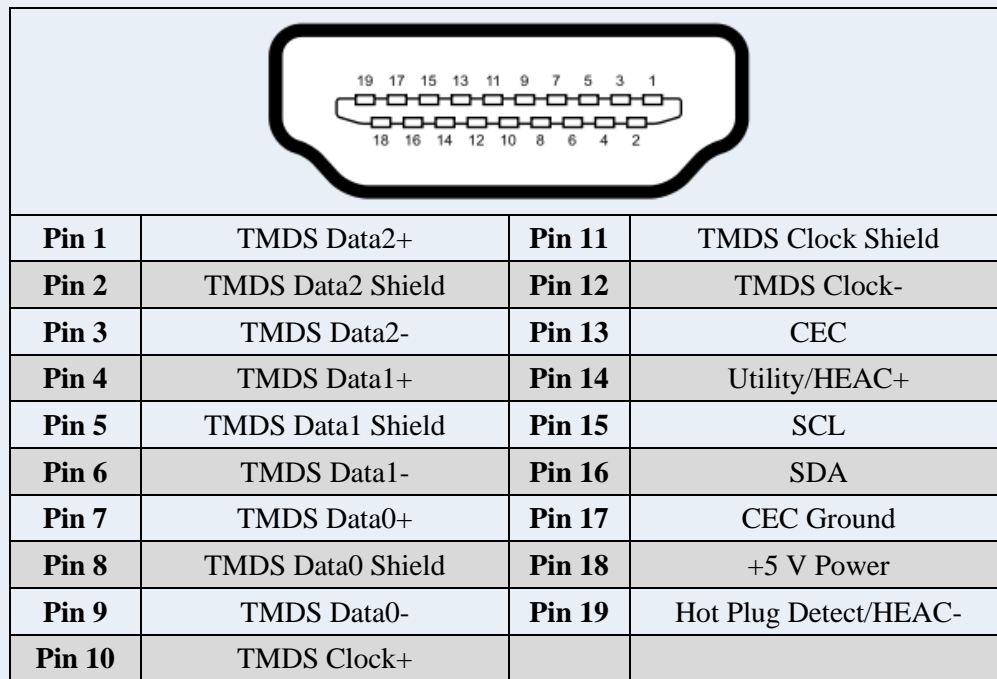 19 17 15 13 11 9 7 5 3 1
18 16 14 12 10 8 6 4 2
Pin 1 TMDS Data2+ Pin 11 TMDS Clock Shield
Pin 2 TMDS Data2 Shield Pin 12 TMDS Clock-
Pin 3 TMDS Data2- Pin 13 CEC
Pin 4 TMDS Data1+ Pin 14 Utility/HEAC+
Pin 5 TMDS Data1 Shield Pin 15 SCL
Pin 6 TMDS Data1- Pin 16 SDA
Pin 7 TMDS Data0+ Pin 17 CEC Ground
Pin 8 TMDS Data0 Shield Pin 18 +5 V Power
Pin 9 TMDS Data0- Pin 19 Hot Plug Detect/HEAC-
Pin 10 TMDS Clock+